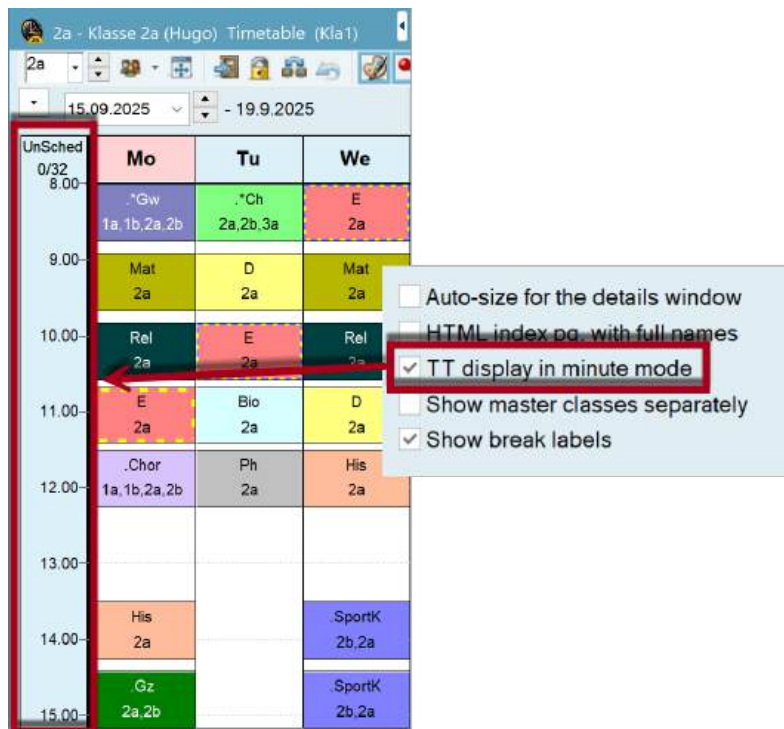 2a - Klasse 2a (Hugo) Timetable (Kla1)
2a
15.09.2025 - 19.9.2025
UnSched
0/32
Mo Tu We
8.00
.*Gw .*Ch E
1a,1b,2a,2b 2a,2b,3a 2a
9.00
Mat D Mat
2a 2a 2a
10.00
Rel E Rel
2a 2a 2a
11.00
E Bio D
2a 2a 2a
.Chor Ph His
1a,1b,2a,2b 2a 2a
12.00
13.00
His .SportK
2a 2b,2a
14.00
.Gz .SportK
2a,2b 2b,2a
15.00
Auto-size for the details window
HTML index pg. with full names
TT display in minute mode
Show master classes separately
Show break labels